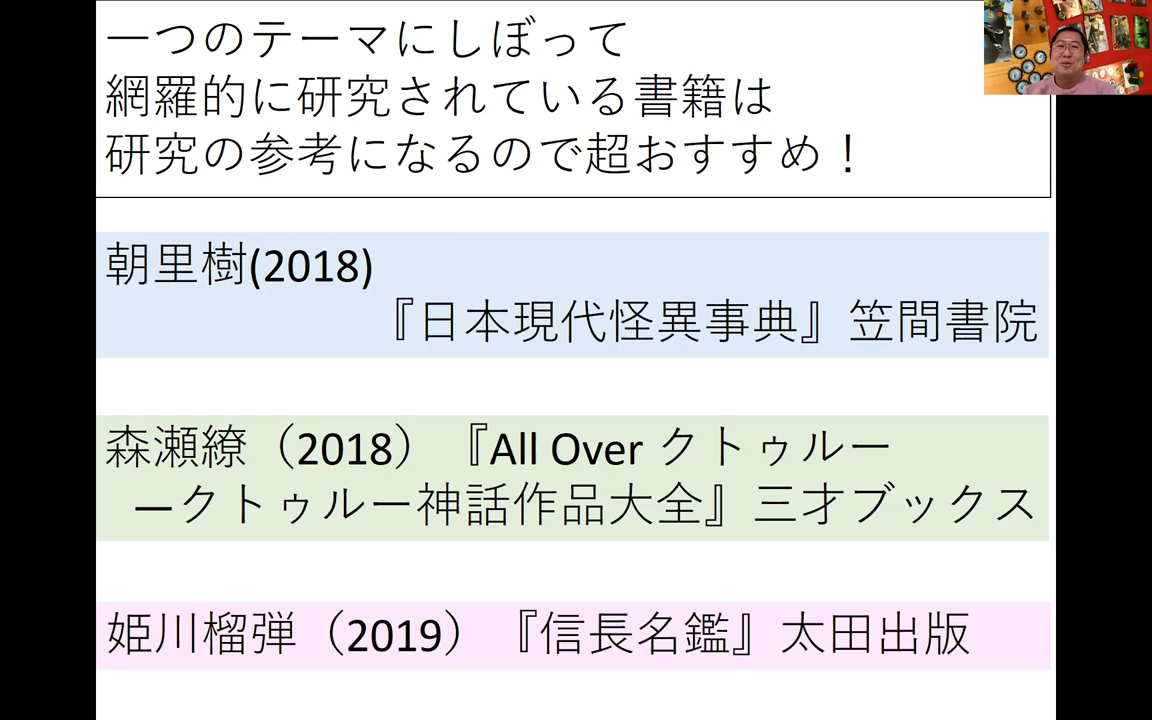 一つのテーマにしぼって
網羅的に研究されている書籍は
研究の参考になるので超おすすめ！
朝里樹(2018)
『日本現代怪異事典』笠間書院
森瀬繚（2018）『All Over クトゥルー
ークトゥルー神話作品大全』三才ブックス
姫川榴弾（2019）『信長名鑑』太田出版